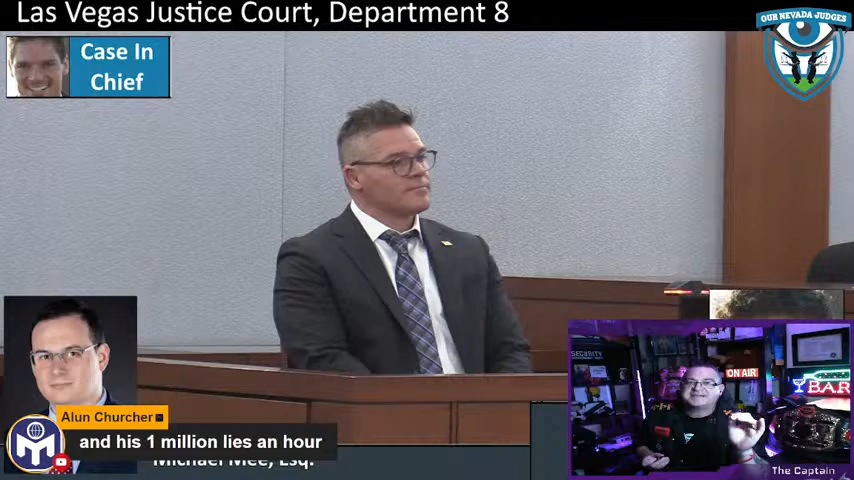 Las Vegas Justice Court, Department 8
OUR NEVADA JUDGES
Case In
Chief
SECURITY
ON AIR
BAR
Alun Churcher
and his 1 million lies an hour
Michael Mee, Esq.
The Captain